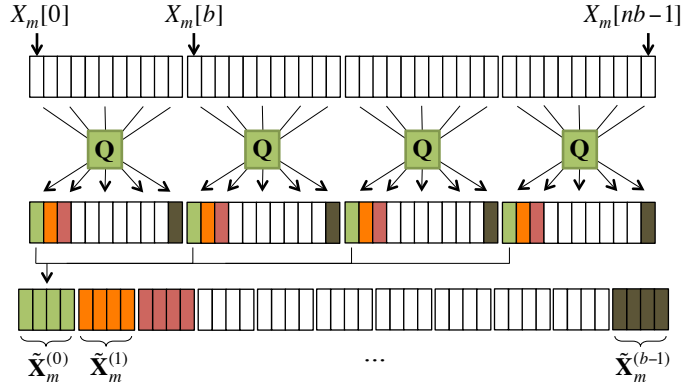 X_m[0] X_m[b] X_m[nb−1]
Q Q Q Q
X̃_m^(0) X̃_m^(1) ... X̃_m^(b−1)